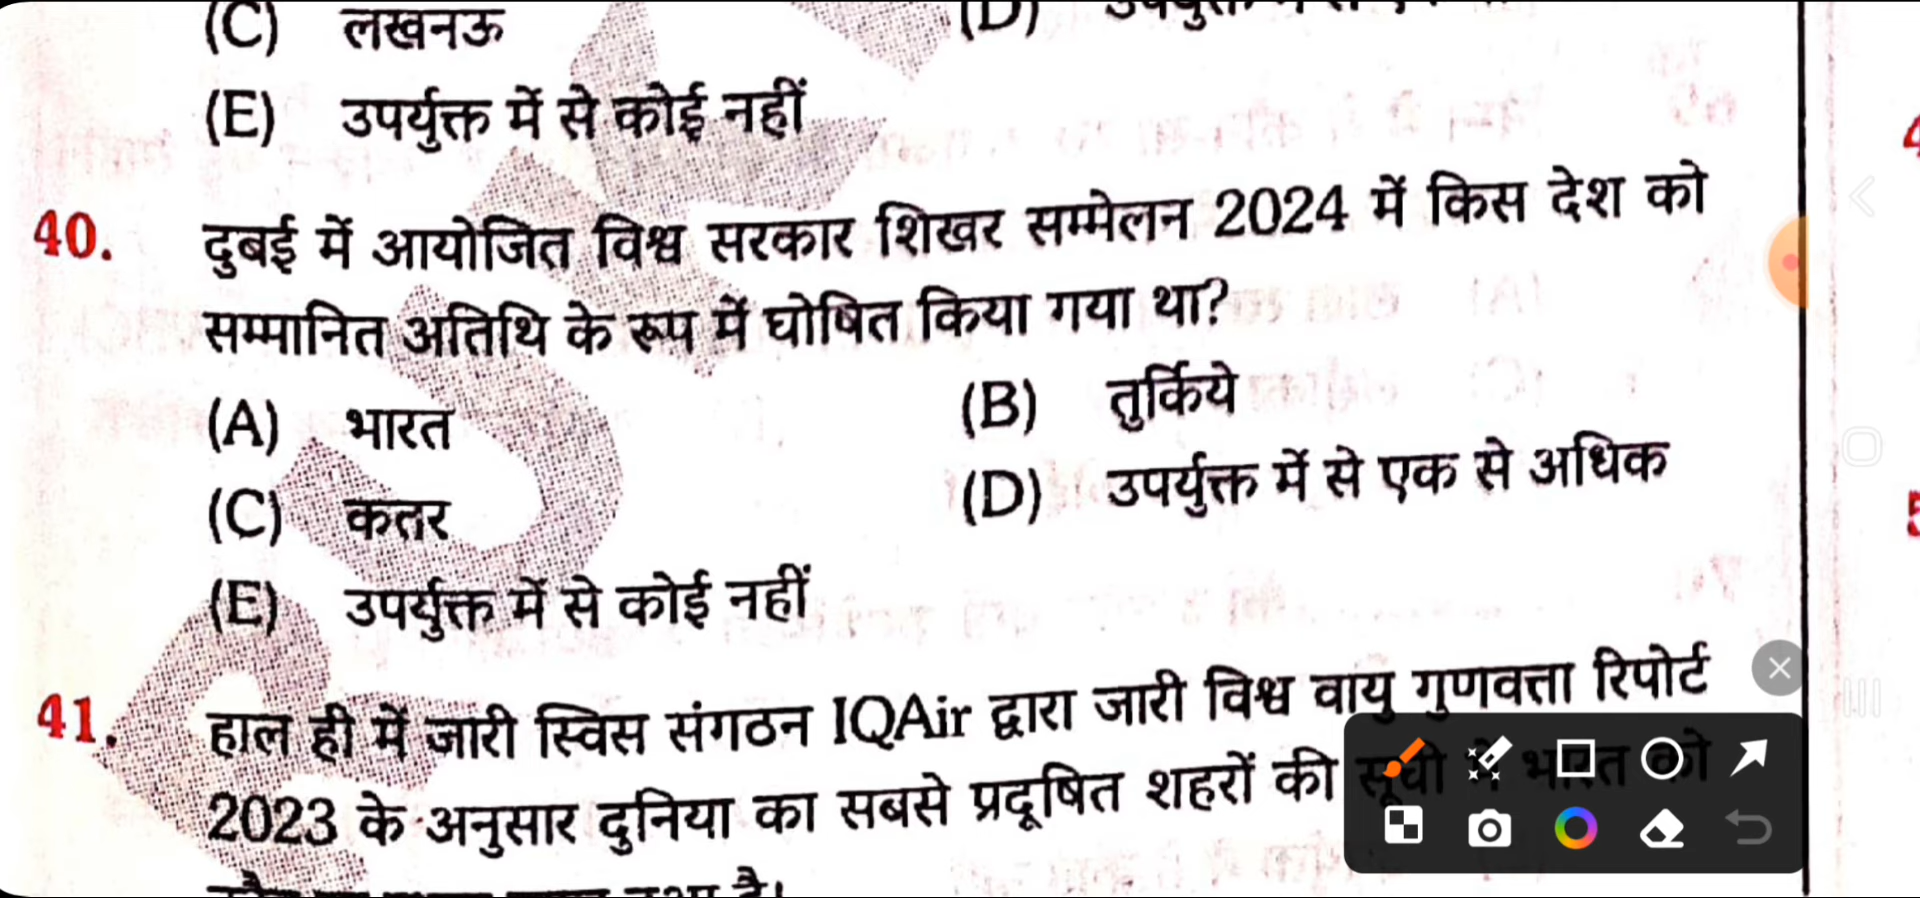 (C) लखनऊ
(D)
(E) उपर्युक्त में से कोई नहीं
40. दुबई में आयोजित विश्व सरकार शिखर सम्मेलन 2024 में किस देश को
सम्मानित अतिथि के रूप में घोषित किया गया था?
(A) भारत
(B) तुर्किये
(C) कतर
(D) उपर्युक्त में से एक से अधिक
(E) उपर्युक्त में से कोई नहीं
41. हाल ही में जारी स्विस संगठन IQAir द्वारा जारी विश्व वायु गुणवत्ता रिपोर्ट
2023 के अनुसार दुनिया का सबसे प्रदूषित शहरों की सूची में भारत को